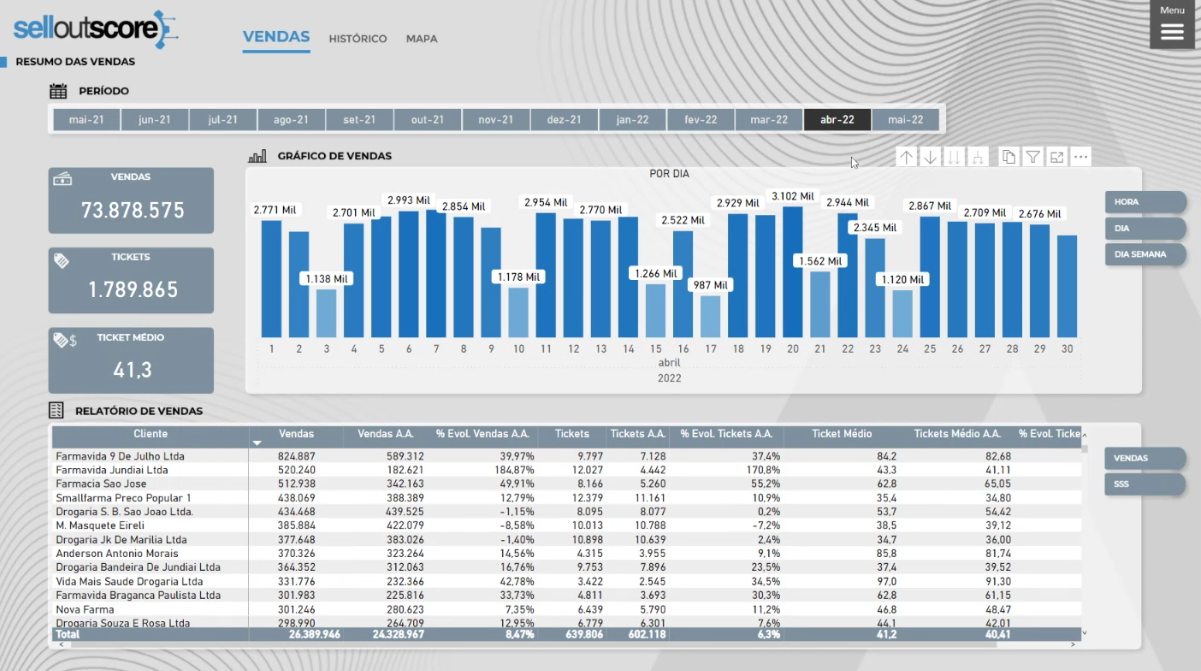 selloutscore
VENDAS HISTÓRICO MAPA
Menu
RESUMO DAS VENDAS
PERÍODO
mai-21 jun-21 jul-21 ago-21 set-21 out-21 nov-21 dez-21 jan-22 fev-22 mar-22 abr-22 mai-22
GRÁFICO DE VENDAS
POR DIA
VENDAS
73.878.575
TICKETS
1.789.865
TICKET MÉDIO
41,3
2.771 Mil 1.138 Mil 2.701 Mil 2.993 Mil 2.854 Mil 1.178 Mil 2.954 Mil 2.770 Mil 1.266 Mil 2.522 Mil 987 Mil 2.929 Mil 3.102 Mil 1.562 Mil 2.944 Mil 2.345 Mil 1.120 Mil 2.867 Mil 2.709 Mil 2.676 Mil
1 2 3 4 5 6 7 8 9 10 11 12 13 14 15 16 17 18 19 20 21 22 23 24 25 26 27 28 29 30
abril
2022
HORA
DIA
DIA SEMANA
RELATÓRIO DE VENDAS
Cliente Vendas Vendas A.A. % Evol. Vendas A.A. Tickets Tickets A.A. % Evol. Tickets A.A. Ticket Médio Tickets Médio A.A. % Evol. Ticke
Farmavida 9 De Julho Ltda 824.887 589.312 39,97% 9.797 7.128 37,4% 84,2 82,68
Farmavida Jundiai Ltda 520.240 182.621 184,87% 12.027 4.442 170,8% 43,3 41,11
Farmacia Sao Jose 512.938 342.163 49,91% 8.166 5.260 55,2% 62,8 65,05
Smallfarma Preco Popular 1 438.069 388.389 12,79% 12.379 11.161 10,9% 35,4 34,80
Drogaria S. B. Sao Joao Ltda. 434.468 439.525 -1,15% 8.095 8.077 0,2% 53,7 54,42
M. Masquete Eireli 385.884 422.079 -8,58% 10.013 10.788 -7,2% 38,5 39,12
Drogaria Jk De Marilia Ltda 377.648 383.026 -1,40% 10.898 10.639 2,4% 34,7 36,00
Anderson Antonio Morais 370.326 323.264 14,56% 4.315 3.955 9,1% 85,8 81,74
Drogaria Bandeira De Jundiai Ltda 364.352 312.063 16,76% 9.753 7.896 23,5% 37,4 39,52
Vida Mais Saude Drogaria Ltda 331.776 232.366 42,78% 3.422 2.545 34,5% 97,0 91,30
Farmavida Braganca Paulista Ltda 301.983 225.816 33,73% 4.811 3.693 30,3% 62,8 61,15
Nova Farma 301.246 280.623 7,35% 6.439 5.790 11,2% 46,8 48,47
Drogaria Souza E Rosa Ltda 298.990 264.709 12,95% 6.779 6.301 7,6% 44,1 42,01
Total 26.389.946 24.328.967 8,47% 639.806 602.118 6,3% 41,2 40,41
VENDAS
SSS